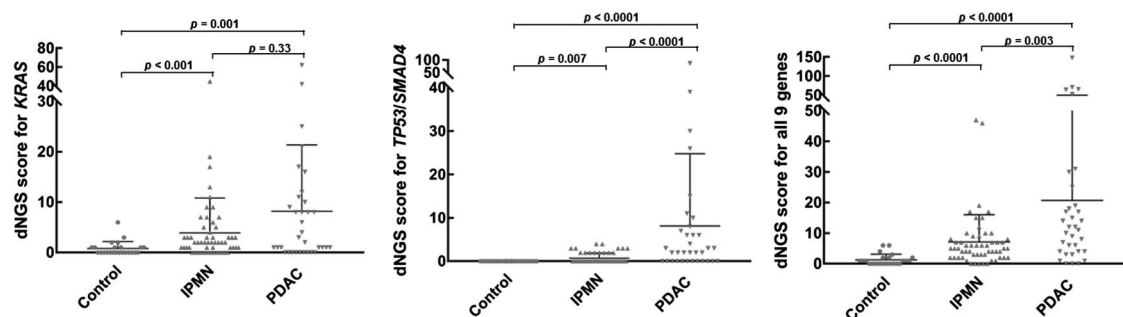 dNGS score for KRAS
80
60
40
20
20
10
0
p = 0.001
p = 0.33
p < 0.001
Control
IPMN
PDAC
dNGS score for TP53/SMAD4
100
50
40
30
20
10
0
p < 0.0001
p < 0.0001
p = 0.007
Control
IPMN
PDAC
dNGS score for all 9 genes
150
100
50
50
40
30
20
10
0
p < 0.0001
p = 0.003
p < 0.0001
Control
IPMN
PDAC